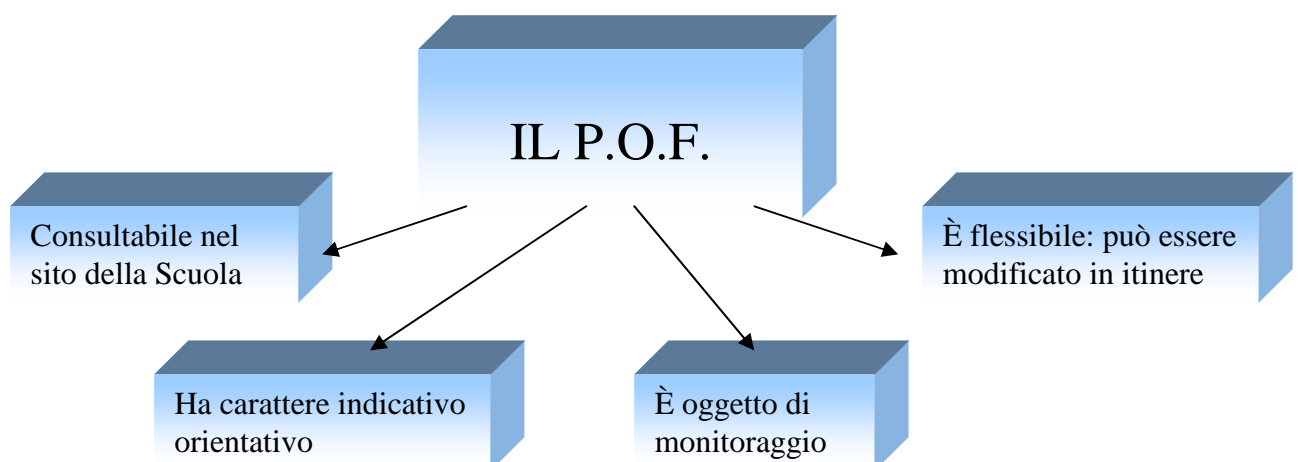 IL P.O.F.
Consultabile nel
sito della Scuola
È flessibile: può essere
modificato in itinere
Ha carattere indicativo
orientativo
È oggetto di
monitoraggio